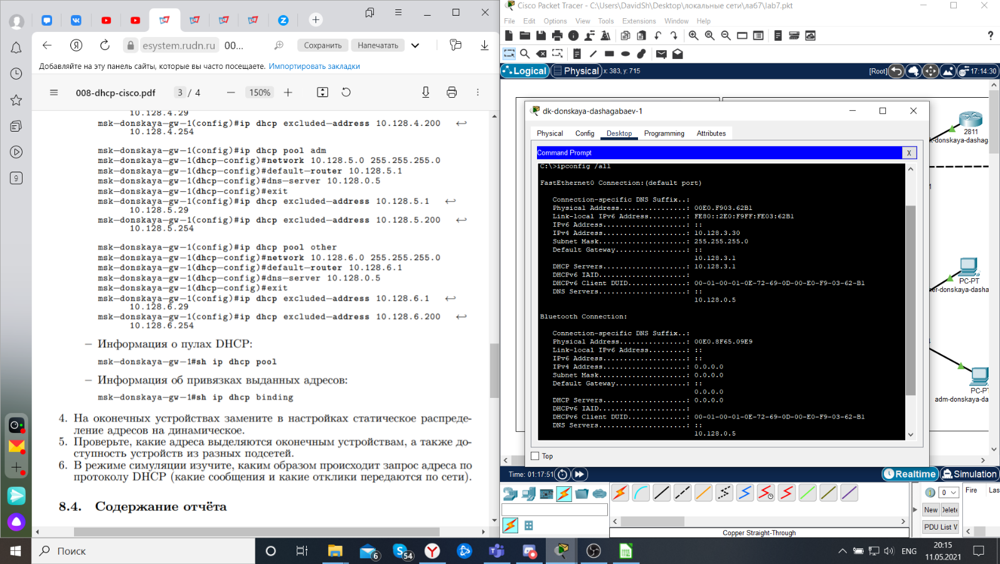 esystem.rudn.ru
00...
Сохранить
Напечатать
Добавляйте на эту панель сайты, которые вы часто посещаете. Импортировать закладки
008-dhcp-cisco.pdf
3 / 4
150%
9
10.128.4.29
msk-donskaya-gw-1(config)#ip dhcp excluded-address 10.128.4.200 ↩
10.128.4.254
msk-donskaya-gw-1(config)#ip dhcp pool adm
msk-donskaya-gw-1(dhcp-config)#network 10.128.5.0 255.255.255.0
msk-donskaya-gw-1(dhcp-config)#default-router 10.128.5.1
msk-donskaya-gw-1(dhcp-config)#dns-server 10.128.0.5
msk-donskaya-gw-1(dhcp-config)#exit
msk-donskaya-gw-1(config)#ip dhcp excluded-address 10.128.5.1 ↩
10.128.5.29
msk-donskaya-gw-1(config)#ip dhcp excluded-address 10.128.5.200 ↩
10.128.5.254
msk-donskaya-gw-1(config)#ip dhcp pool other
msk-donskaya-gw-1(dhcp-config)#network 10.128.6.0 255.255.255.0
msk-donskaya-gw-1(dhcp-config)#default-router 10.128.6.1
msk-donskaya-gw-1(dhcp-config)#dns-server 10.128.0.5
msk-donskaya-gw-1(dhcp-config)#exit
msk-donskaya-gw-1(config)#ip dhcp excluded-address 10.128.6.1 ↩
10.128.6.29
msk-donskaya-gw-1(config)#ip dhcp excluded-address 10.128.6.200 ↩
10.128.6.254
– Информация о пулах DHCP:
msk-donskaya-gw-1#sh ip dhcp pool
– Информация об привязках выданных адресов:
msk-donskaya-gw-1#sh ip dhcp binding
4. На оконечных устройствах замените в настройках статическое распреде-
ление адресов на динамическое.
5. Проверьте, какие адреса выделяются оконечным устройствам, а также до-
ступность устройств из разных подсетей.
6. В режиме симуляции изучите, каким образом происходит запрос адреса по
протоколу DHCP (какие сообщения и какие отклики передаются по сети).
8.4. Содержание отчёта
Cisco Packet Tracer - C:\Users\DavidSh\Desktop\локальные сети\лаб7\lab7.pkt
File Edit Options View Tools Extensions Window Help
?
Logical Physical x: 383, y: 715
[Root] 17:14:30
2811
k-donskaya-dashag
1
PC-PT
er-donskaya-dasha
PC-PT
adm-donskaya-da
dk-donskaya-dashagabaev-1
Physical Config Desktop Programming Attributes
Command Prompt
X
C:\>ipconfig /all
FastEthernet0 Connection:(default port)
Connection-specific DNS Suffix..:
Physical Address................: 00E0.F903.62B1
Link-local IPv6 Address.........: FE80::2E0:F9FF:FE03:62B1
IPv6 Address....................: ::
IPv4 Address....................: 10.128.3.30
Subnet Mask.....................: 255.255.255.0
Default Gateway.................: ::
10.128.3.1
DHCP Servers....................: 10.128.3.1
DHCPv6 IAID.....................:
DHCPv6 Client DUID..............: 00-01-00-01-0E-72-69-0D-00-E0-F9-03-62-B1
DNS Servers.....................: ::
10.128.0.5
Bluetooth Connection:
Connection-specific DNS Suffix..:
Physical Address................: 00E0.8F65.09E9
Link-local IPv6 Address.........: ::
IPv6 Address....................: ::
IPv4 Address....................: 0.0.0.0
Subnet Mask.....................: 0.0.0.0
Default Gateway.................: ::
0.0.0.0
DHCP Servers....................: 0.0.0.0
DHCPv6 IAID.....................:
DHCPv6 Client DUID..............: 00-01-00-01-0E-72-69-0D-00-E0-F9-03-62-B1
DNS Servers.....................: ::
10.128.0.5
Top
Time: 01:17:51
Realtime Simulation
0
Fire Las
New Delete
PDU List V
Copper Straight-Through
Поиск
6
54
ENG
20:15
11.05.2021